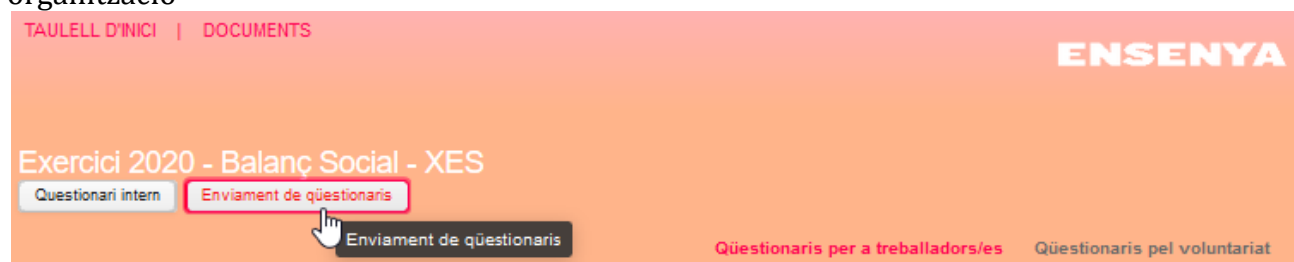 organització
TAULELL D'INICI | DOCUMENTS
ENSENYA
Exercici 2020 - Balanç Social - XES
Questionari intern Enviament de qüestionaris
Enviament de qüestionaris
Qüestionaris per a treballadors/es Qüestionaris pel voluntariat